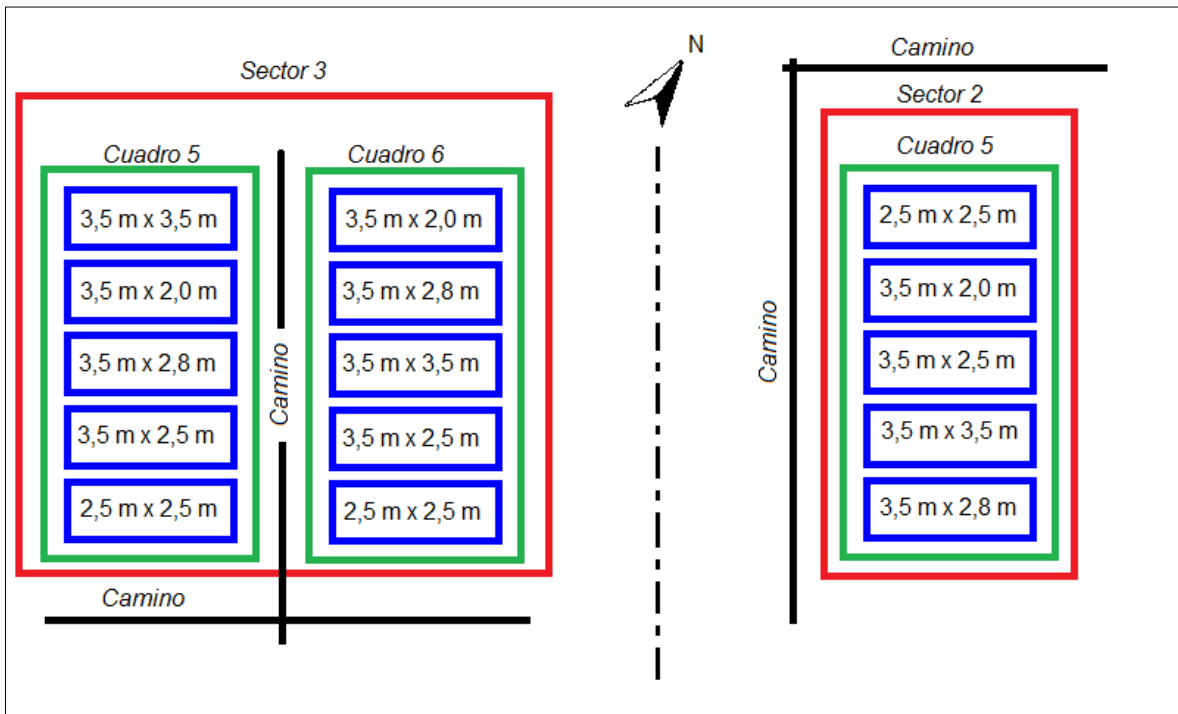 Sector 3
Cuadro 5
3,5 m x 3,5 m
3,5 m x 2,0 m
3,5 m x 2,8 m
3,5 m x 2,5 m
2,5 m x 2,5 m
Camino
Cuadro 6
3,5 m x 2,0 m
3,5 m x 2,8 m
3,5 m x 3,5 m
3,5 m x 2,5 m
2,5 m x 2,5 m
Camino
N
Camino
Sector 2
Cuadro 5
2,5 m x 2,5 m
3,5 m x 2,0 m
3,5 m x 2,5 m
3,5 m x 3,5 m
3,5 m x 2,8 m
Camino